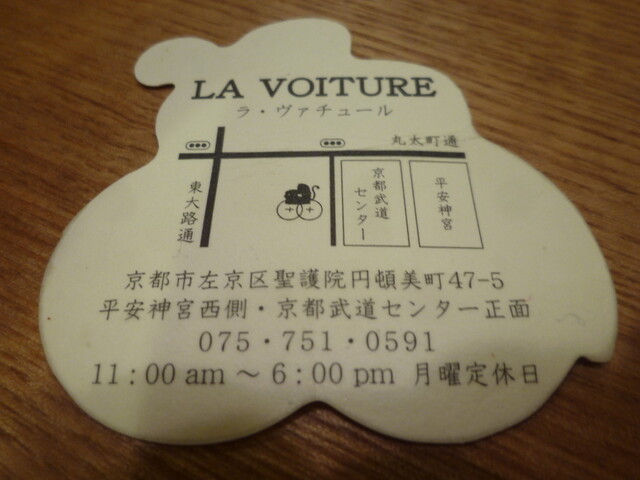 LA VOITURE
ラ・ヴァチュール
丸太町通
東大路通
京都武道
センター
平安神宮
京都市左京区聖護院円頓美町47-5
平安神宮西側・京都武道センター正面
075・751・0591
11:00 am ～ 6:00 pm 月曜定休日